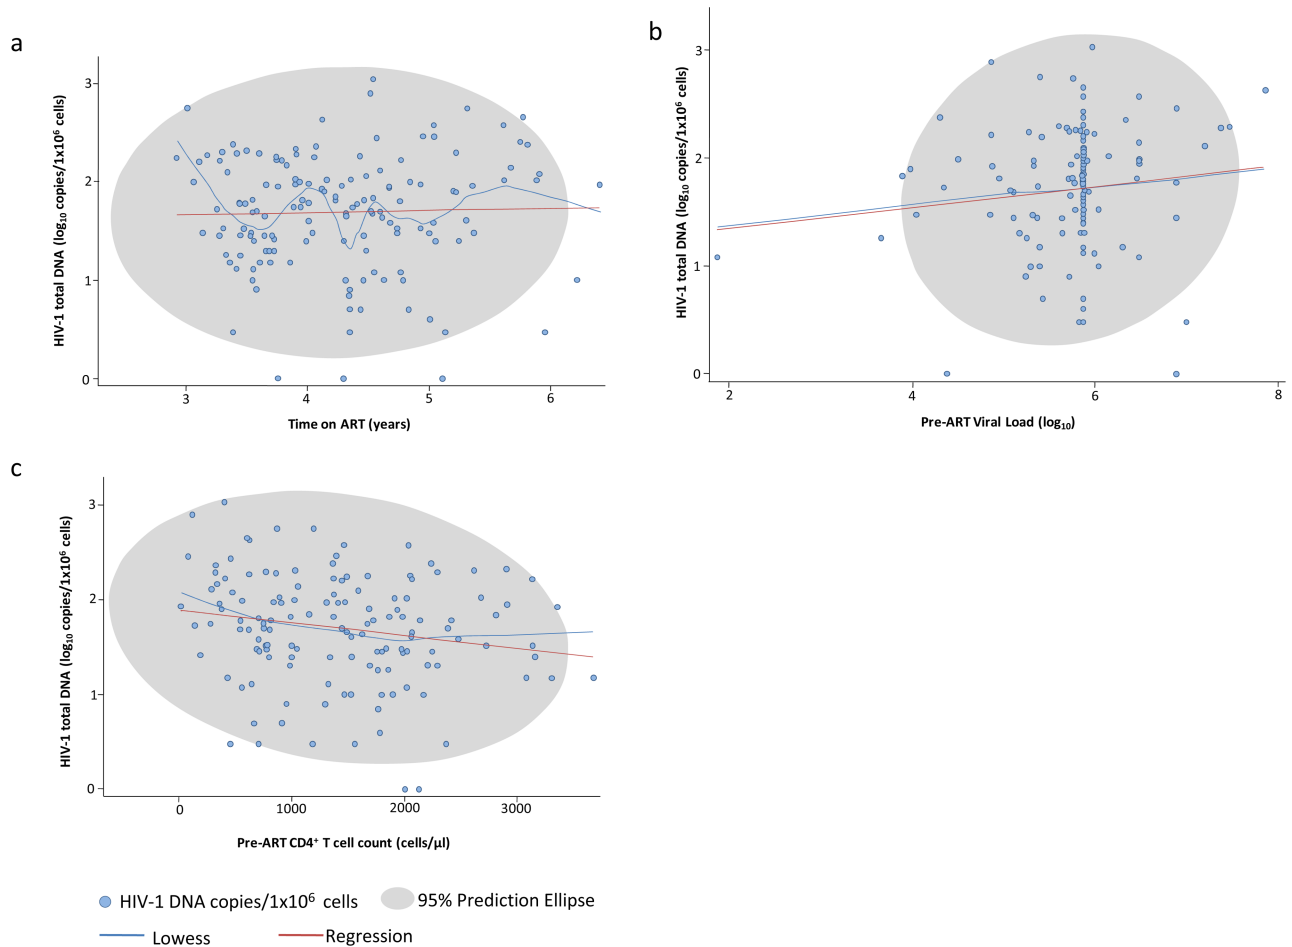 a
HIV-1 total DNA (log10 copies/1x10^6 cells)
3
2
1
0
3 4 5 6
Time on ART (years)
b
HIV-1 total DNA (log10 copies/1x10^6 cells)
3
2
1
0
2 4 6 8
Pre-ART Viral Load (log10)
c
HIV-1 total DNA (log10 copies/1x10^6 cells)
3
2
1
0
0 1000 2000 3000
Pre-ART CD4+ T cell count (cells/µl)
HIV-1 DNA copies/1x10^6 cells 95% Prediction Ellipse
Lowess Regression